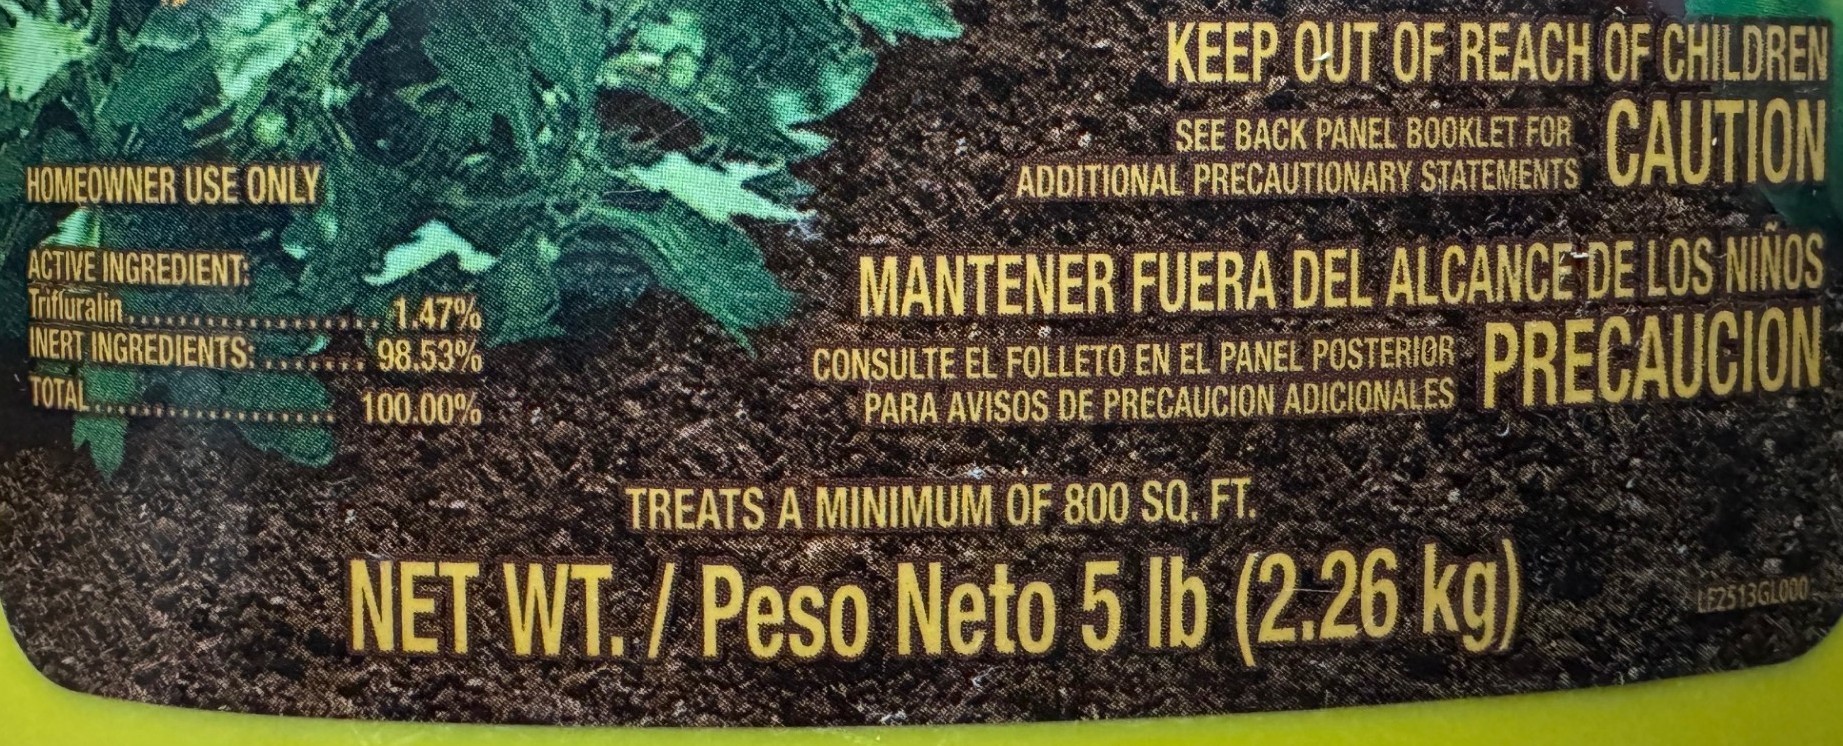 KEEP OUT OF REACH OF CHILDREN
SEE BACK PANEL BOOKLET FOR
ADDITIONAL PRECAUTIONARY STATEMENTS
CAUTION
HOMEOWNER USE ONLY
ACTIVE INGREDIENT:
Trifluralin.......................... 1.47%
INERT INGREDIENTS: ........ 98.53%
TOTAL............................ 100.00%
MANTENER FUERA DEL ALCANCE DE LOS NIÑOS
CONSULTE EL FOLLETO EN EL PANEL POSTERIOR
PARA AVISOS DE PRECAUCION ADICIONALES
PRECAUCION
TREATS A MINIMUM OF 800 SQ. FT.
NET WT. / Peso Neto 5 lb (2.26 kg)